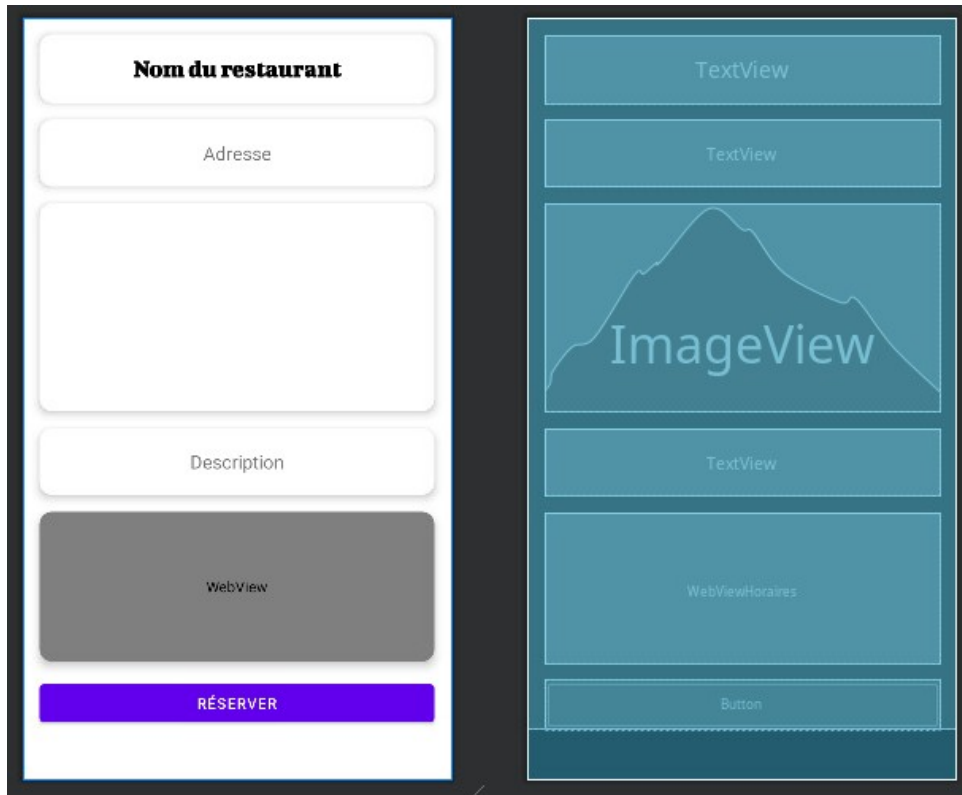 Nom du restaurant
Adresse
Description
WebView
RÉSERVER
TextView
TextView
ImageView
TextView
WebViewHoraires
Button